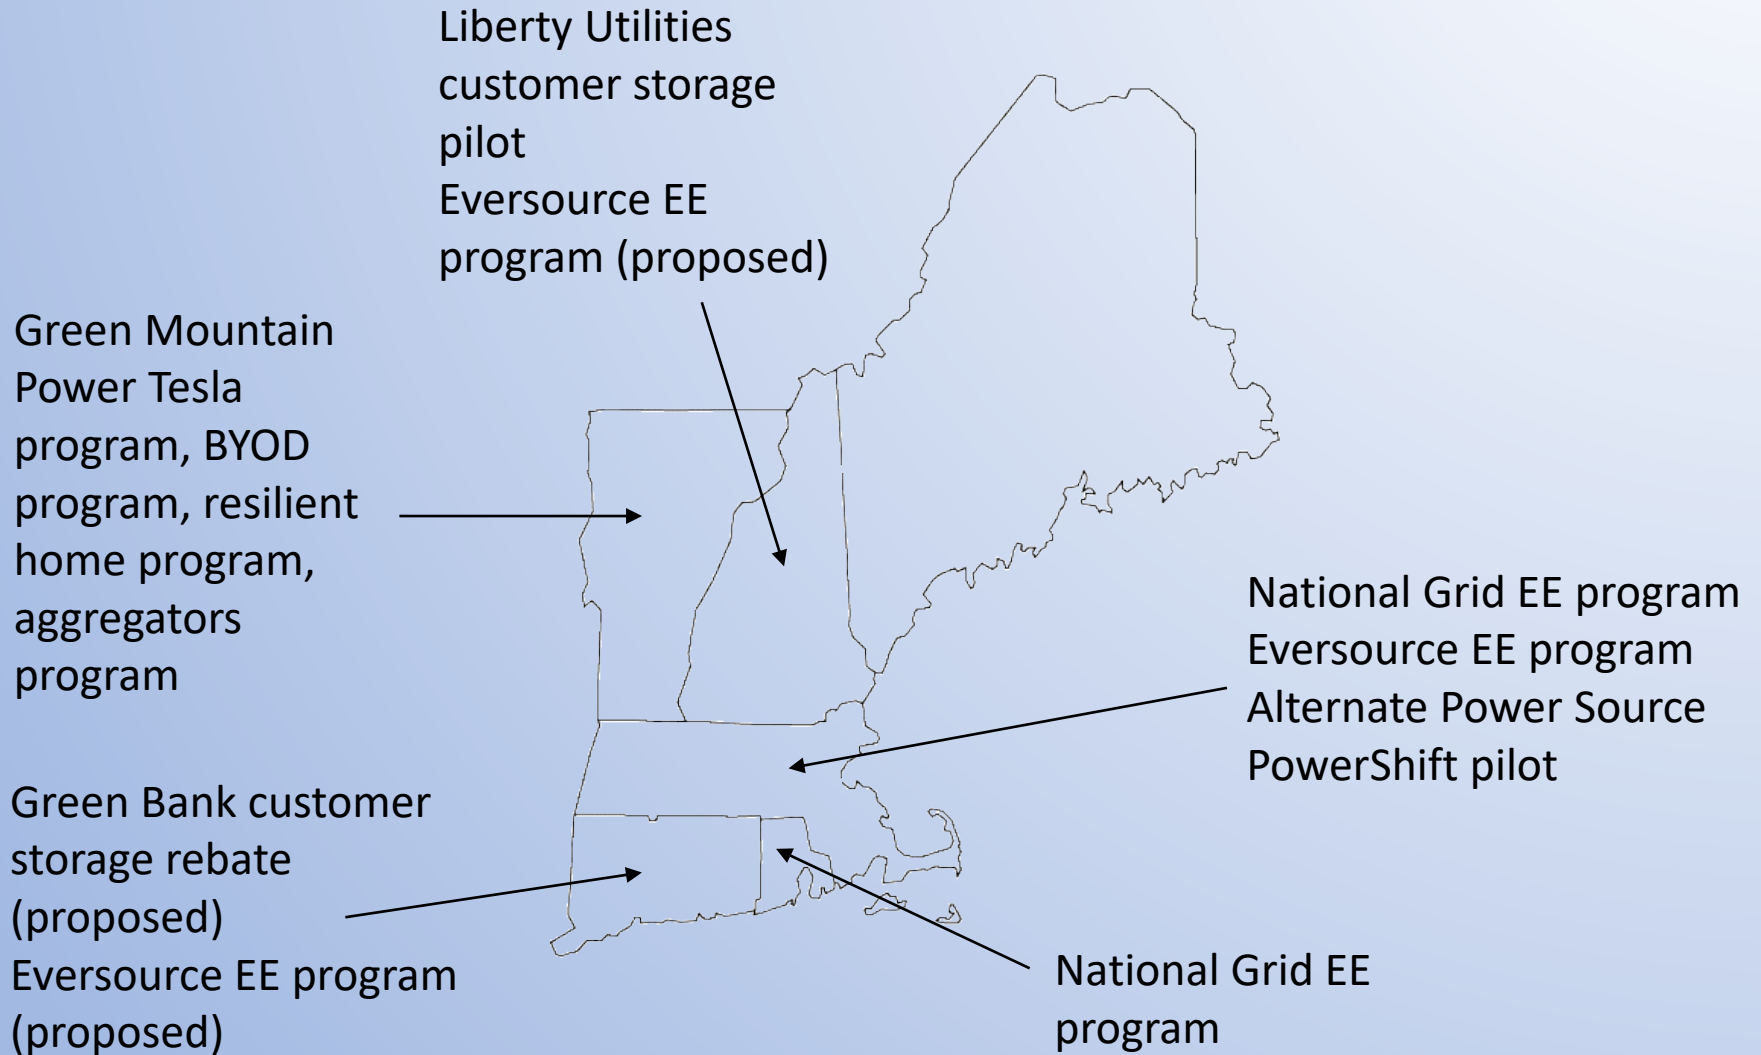 Liberty Utilities
customer storage
pilot
Eversource EE
program (proposed)
Green Mountain
Power Tesla
program, BYOD
program, resilient
home program,
aggregators
program
National Grid EE program
Eversource EE program
Alternate Power Source
PowerShift pilot
Green Bank customer
storage rebate
(proposed)
Eversource EE program
(proposed)
National Grid EE
program